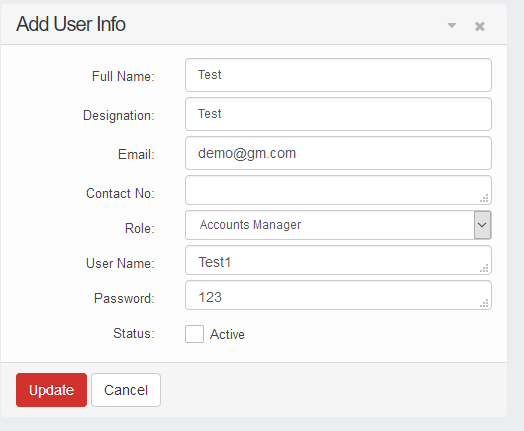 Add User Info
Full Name: Test
Designation: Test
Email: demo@gm.com
Contact No:
Role: Accounts Manager
User Name: Test1
Password: 123
Status: Active
Update Cancel